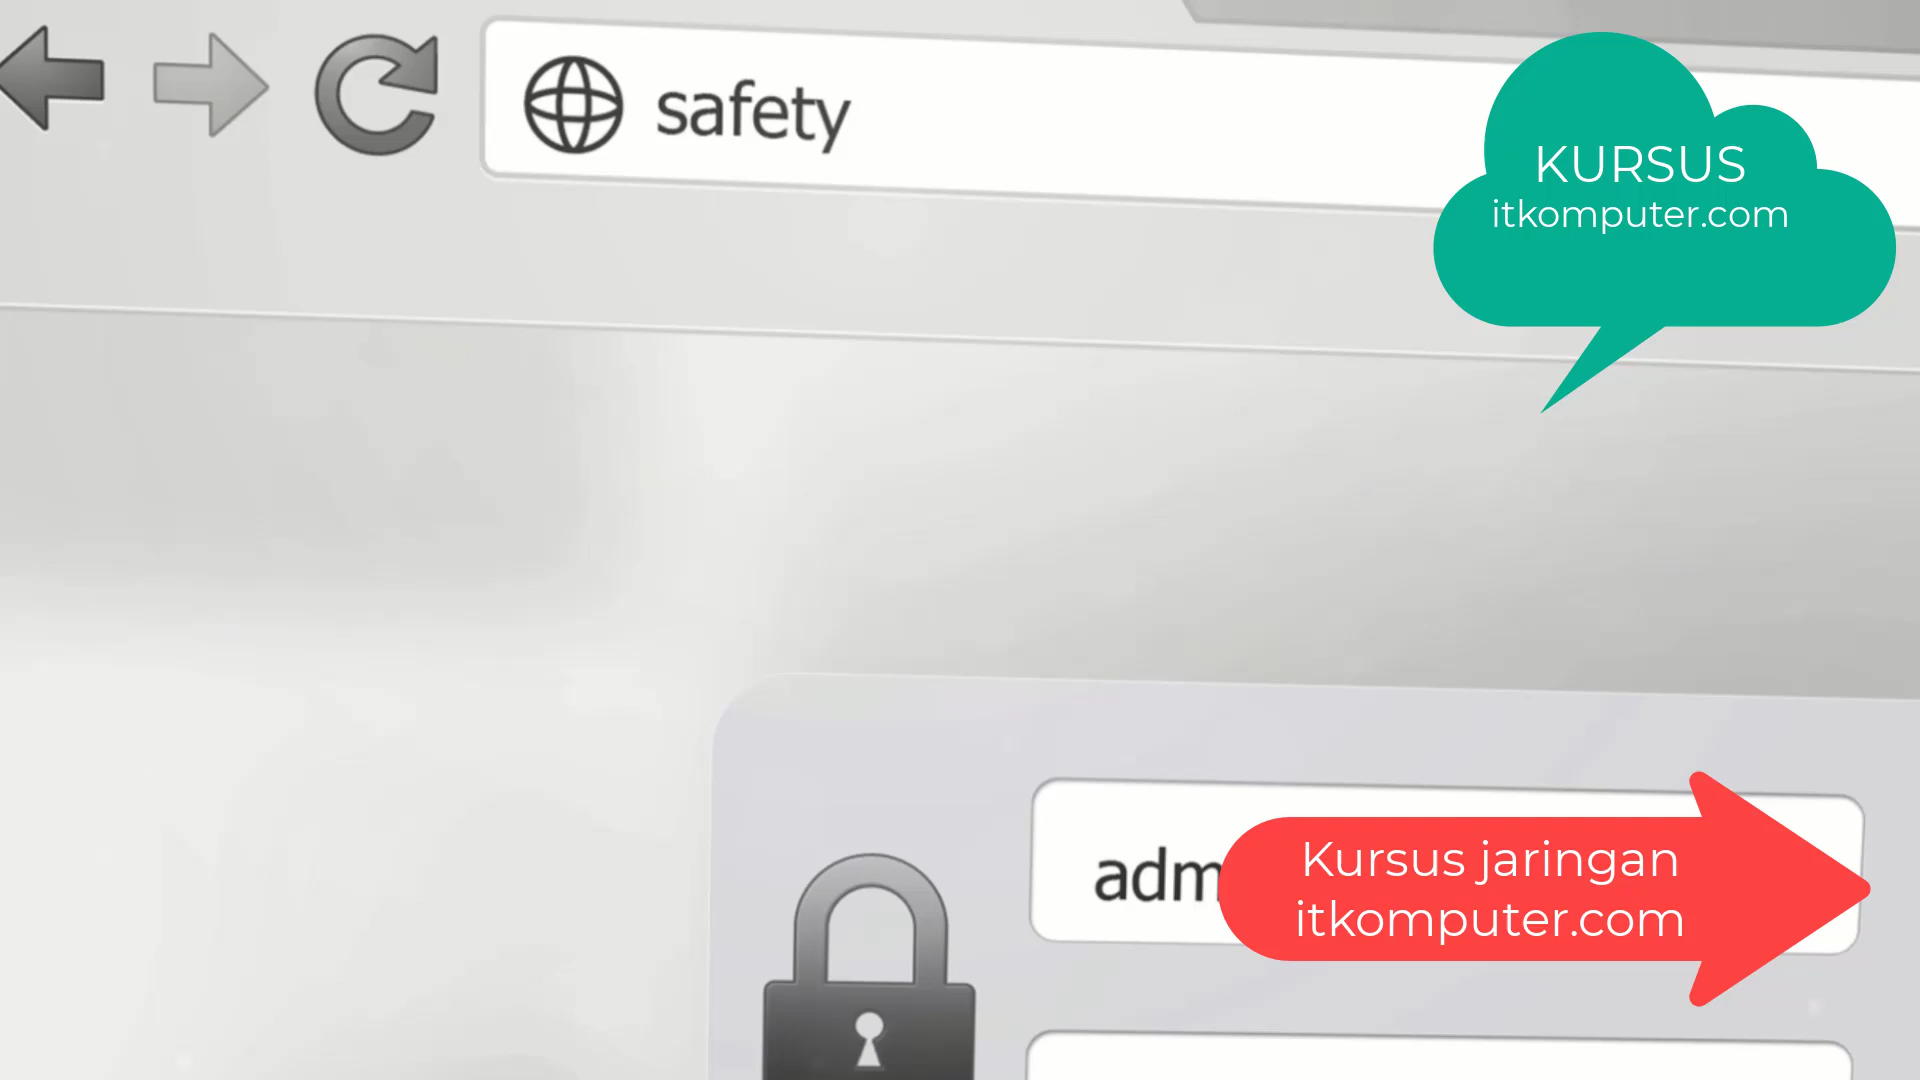 safety
KURSUS
itkomputer.com
adm
Kursus jaringan
itkomputer.com